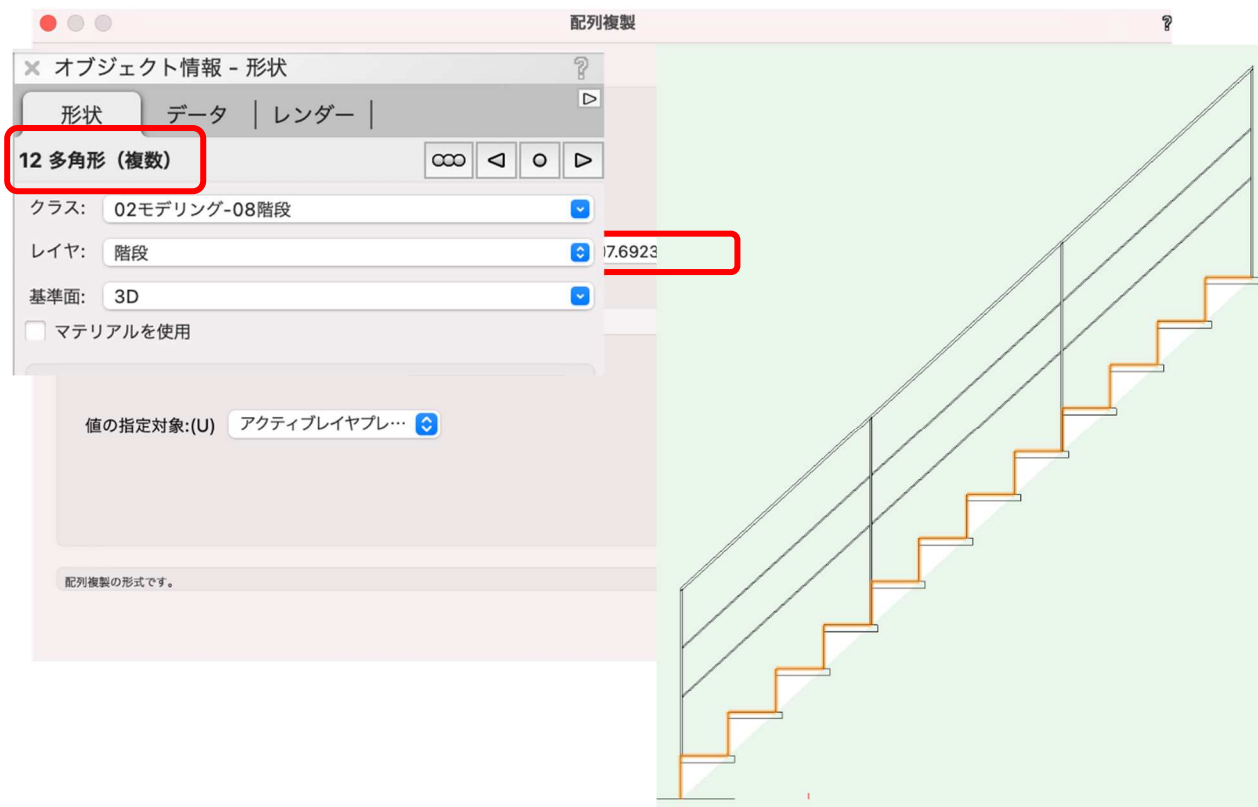 配列複製
?
オブジェクト情報 - 形状
?
形状
データ
レンダー
12 多角形（複数）
クラス: 02モデリング-08階段
レイヤ: 階段
7.6923
基準面: 3D
マテリアルを使用
値の指定対象:(U) アクティブレイヤプレ…
配列複製の形式です。